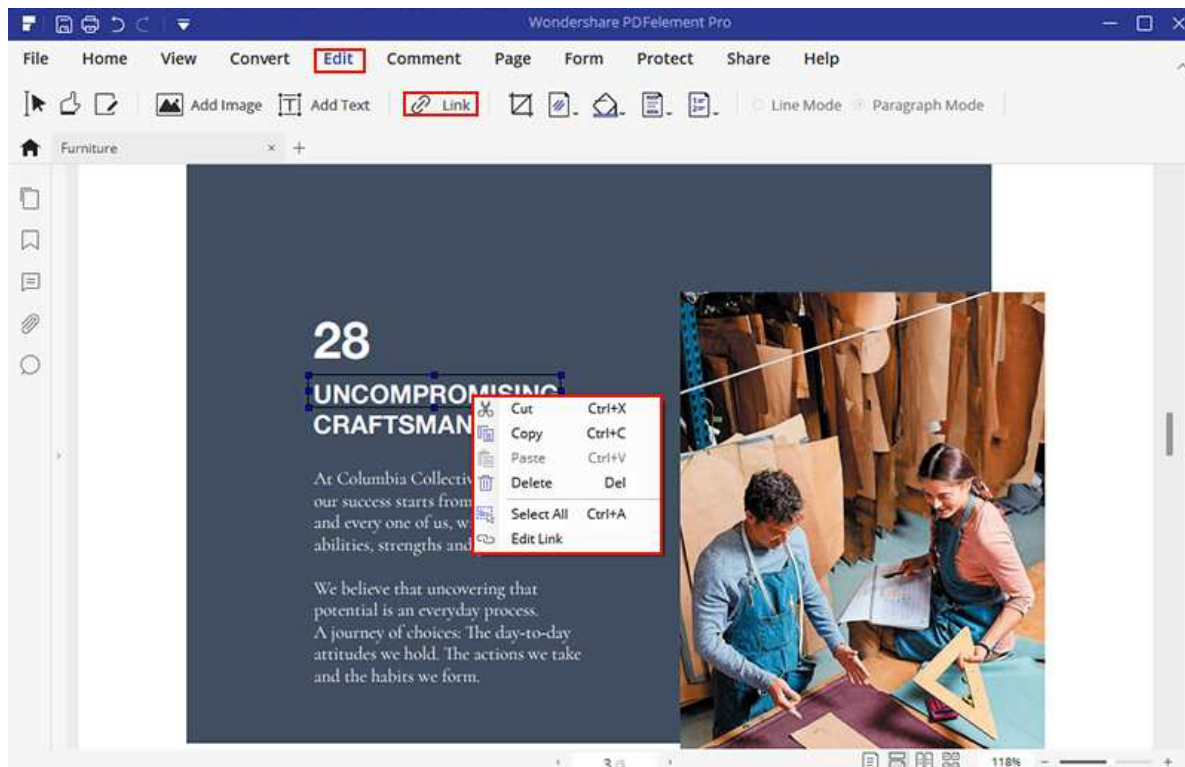 Wondershare PDFelement Pro
File Home View Convert Edit Comment Page Form Protect Share Help
Add Image Add Text Link Line Mode Paragraph Mode
Furniture × +
28
UNCOMPROMISING
CRAFTSMAN
Cut Ctrl+X
Copy Ctrl+C
Paste Ctrl+V
Delete Del
Select All Ctrl+A
Edit Link
At Columbia Collectiv
our success starts from
and every one of us, w
abilities, strengths and
We believe that uncovering that
potential is an everyday process.
A journey of choices: The day-to-day
attitudes we hold. The actions we take
and the habits we form.
3 /5 118% - +